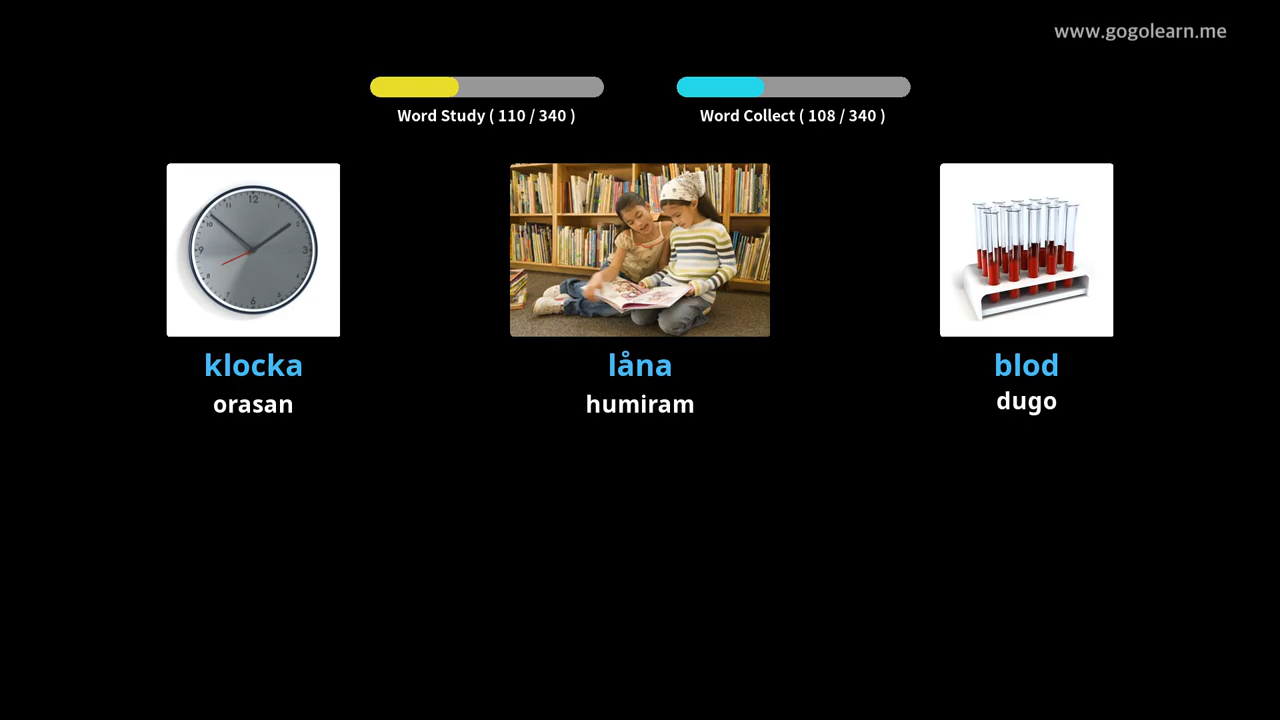 www.gogolearn.me
Word Study ( 110 / 340 )
Word Collect ( 108 / 340 )
klocka
låna
blod
orasan
humiram
dugo